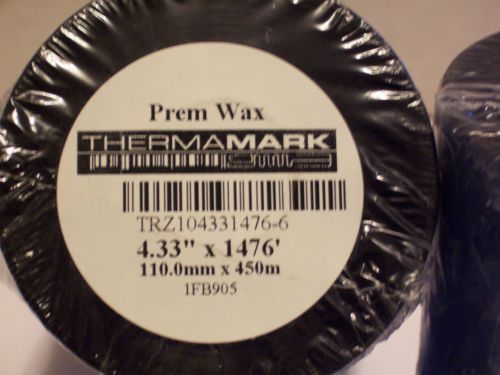 Prem Wax
THERMAMARK
TRZ104331476-6
4.33" x 1476'
110.0mm x 450m
1FB905